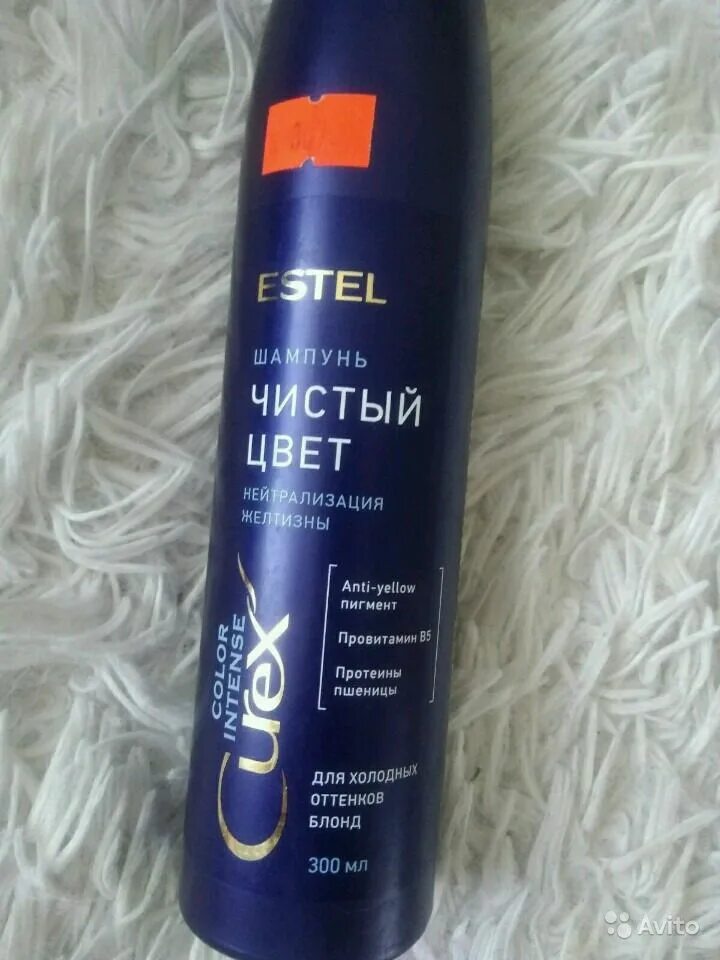 ESTEL
ШАМПУНЬ
ЧИСТЫЙ
ЦВЕТ
НЕЙТРАЛИЗАЦИЯ
ЖЕЛТИЗНЫ
Anti-yellow
пигмент
Провитамин B5
Протеины
пшеницы
COLOR
INTENSE
Curex
ДЛЯ ХОЛОДНЫХ
ОТТЕНКОВ
БЛОНД
300 мл
Avito